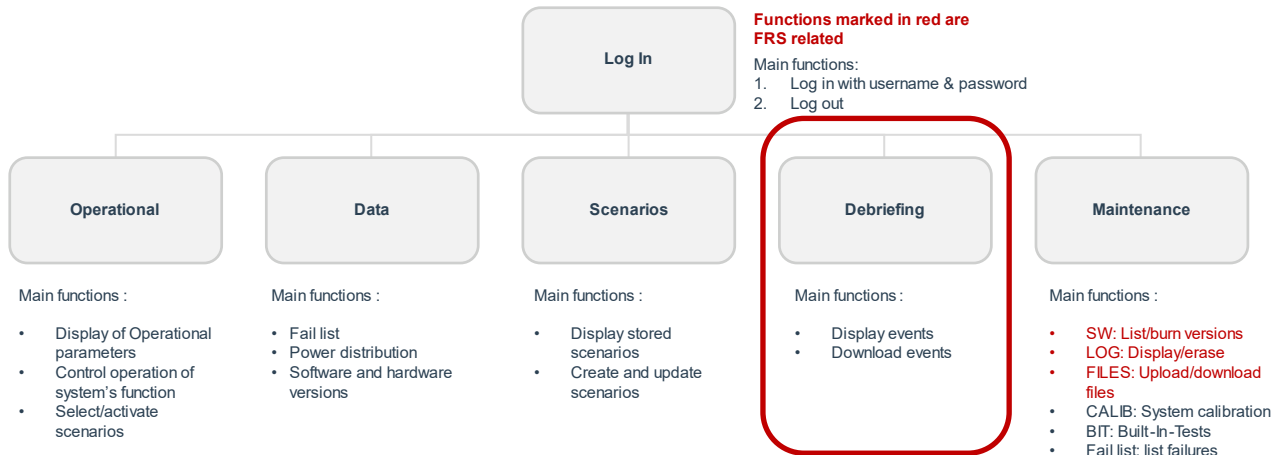 Functions marked in red are
FRS related
Log In
Main functions:
1. Log in with username & password
2. Log out
Operational
Data
Scenarios
Debriefing
Maintenance
Main functions :
• Display of Operational
parameters
• Control operation of
system's function
• Select/activate
scenarios
Main functions :
• Fail list
• Power distribution
• Software and hardware
versions
Main functions :
• Display stored
scenarios
• Create and update
scenarios
Main functions :
• Display events
• Download events
Main functions :
• SW: List/burn versions
• LOG: Display/erase
• FILES: Upload/download
files
• CALIB: System calibration
• BIT: Built-In-Tests
• Fail list: list failures